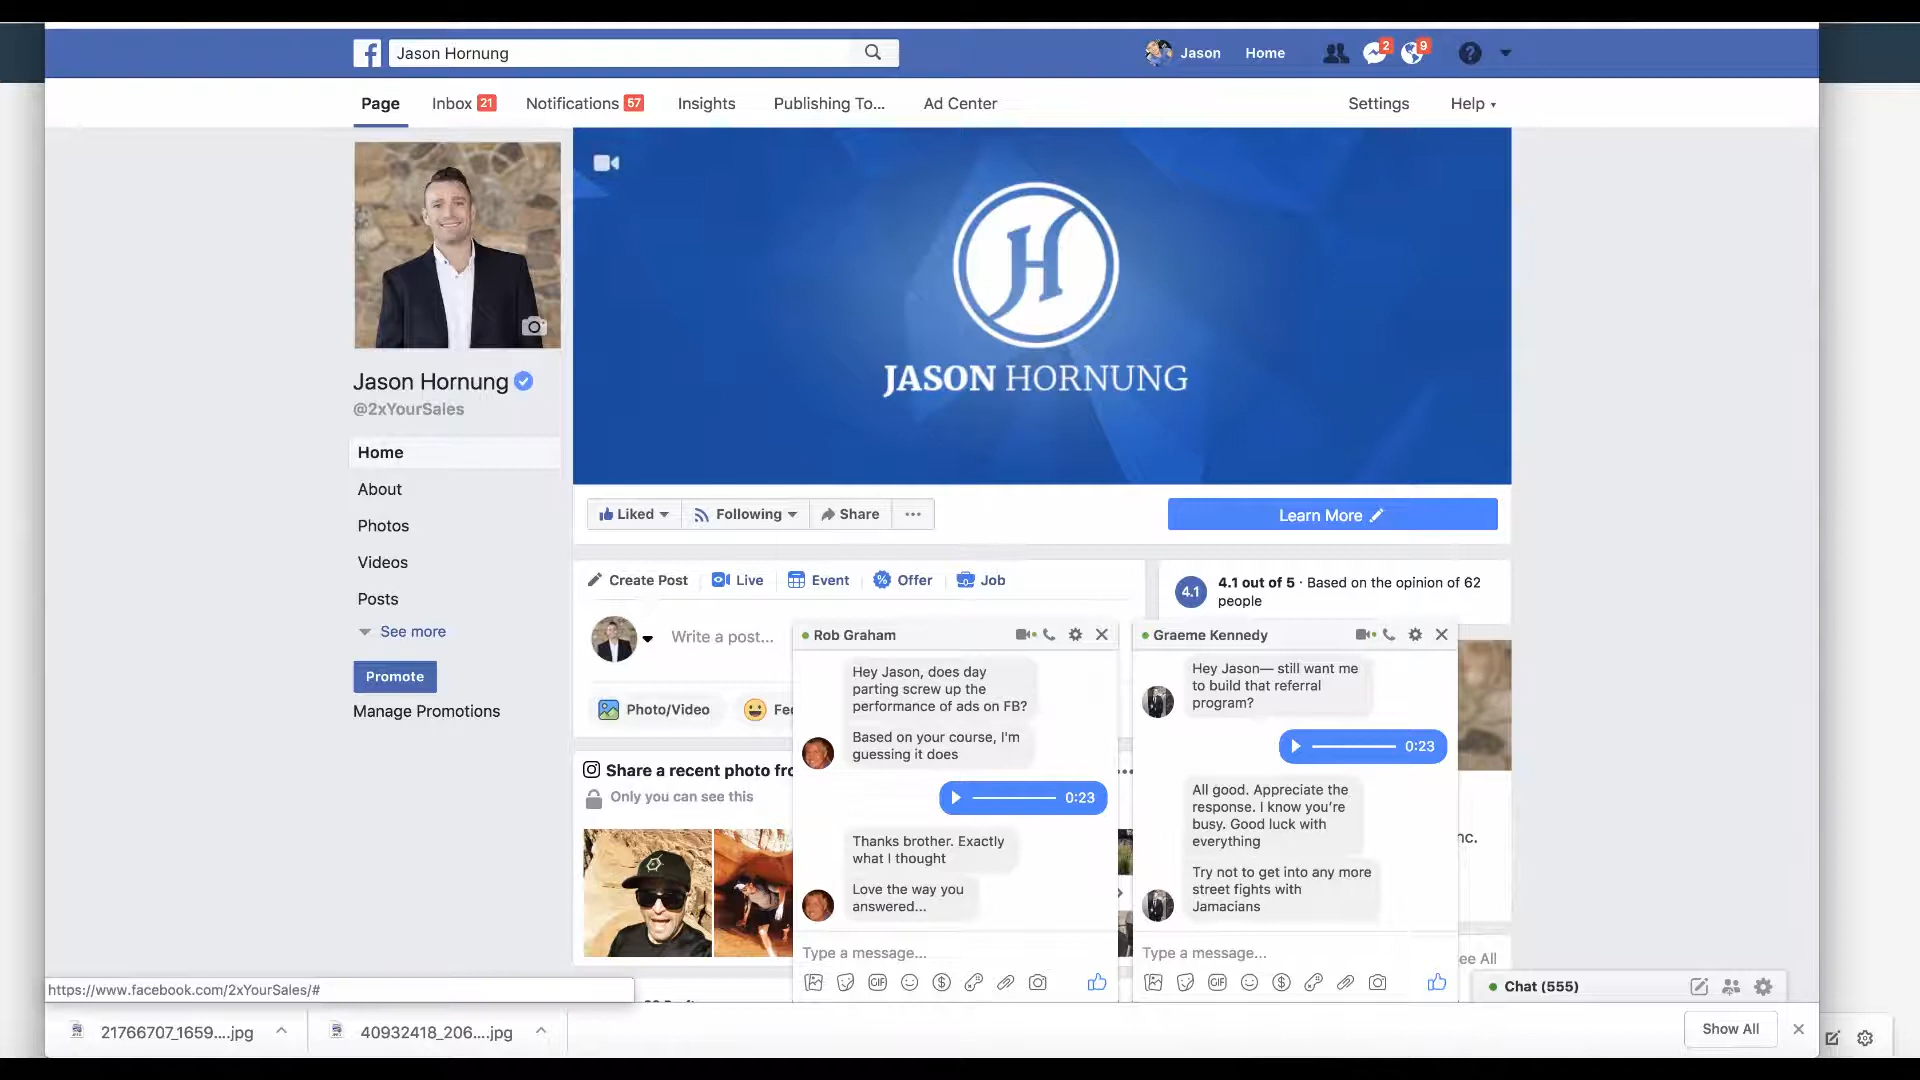 Jason Hornung
Jason
Home
2
9
Page
Inbox 21
Notifications 57
Insights
Publishing To...
Ad Center
Settings
Help
JASON HORNUNG
Jason Hornung
@2xYourSales
Home
About
Photos
Videos
Posts
See more
Promote
Manage Promotions
Liked
Following
Share
Learn More
Create Post
Live
Event
Offer
Job
Write a post...
Photo/Video
4.1
4.1 out of 5 · Based on the opinion of 62
people
Share a recent photo
Only you can see this
Rob Graham
Hey Jason, does day
parting screw up the
performance of ads on FB?
Based on your course, I'm
guessing it does
0:23
Thanks brother. Exactly
what I thought
Love the way you
answered...
Type a message...
GIF
Graeme Kennedy
Hey Jason— still want me
to build that referral
program?
0:23
All good. Appreciate the
response. I know you're
busy. Good luck with
everything
Try not to get into any more
street fights with
Jamacians
Type a message...
GIF
nc.
ee All
Chat (555)
https://www.facebook.com/2xYourSales/#
21766707_1659....jpg
40932418_206....jpg
Show All